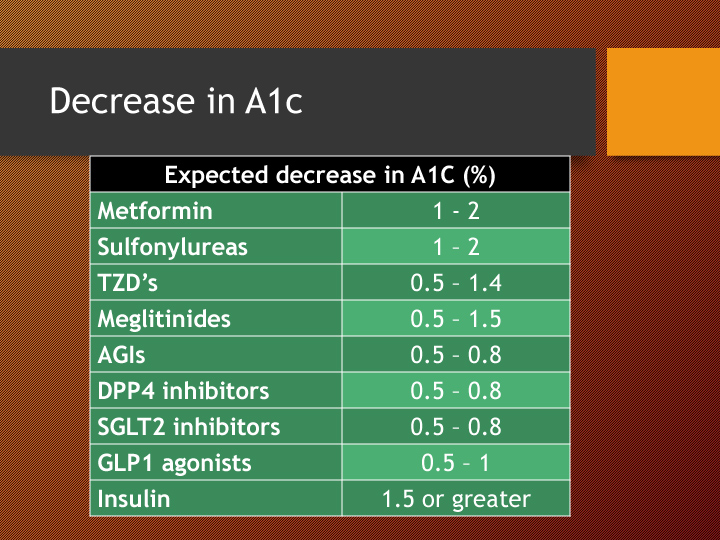 Decrease in A1c
Expected decrease in A1C (%)
Metformin 1 - 2
Sulfonylureas 1 – 2
TZD’s 0.5 – 1.4
Meglitinides 0.5 – 1.5
AGIs 0.5 – 0.8
DPP4 inhibitors 0.5 – 0.8
SGLT2 inhibitors 0.5 – 0.8
GLP1 agonists 0.5 – 1
Insulin 1.5 or greater